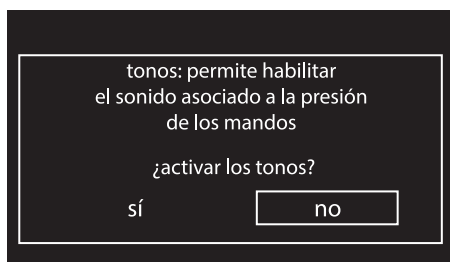 tonos: permite habilitar
el sonido asociado a la presión
de los mandos
¿activar los tonos?
sí no